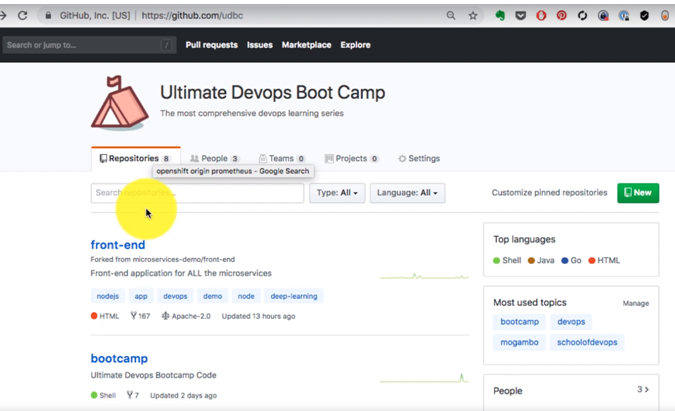 GitHub, Inc. [US] | https://github.com/udbc
Search or jump to... / Pull requests Issues Marketplace Explore
Ultimate Devops Boot Camp
The most comprehensive devops learning series
Repositories 8 People 3 Teams 0 Projects 0 Settings
openshift origin prometheus - Google Search
Search repositories... Type: All Language: All Customize pinned repositories New
front-end
Forked from microservices-demo/front-end
Front-end application for ALL the microservices
nodejs app devops demo node deep-learning
HTML 167 Apache-2.0 Updated 13 hours ago
bootcamp
Ultimate Devops Bootcamp Code
Shell 7 Updated 2 days ago
Top languages
Shell Java Go HTML
Most used topics Manage
bootcamp devops
mogambo schoolofdevops
People 3